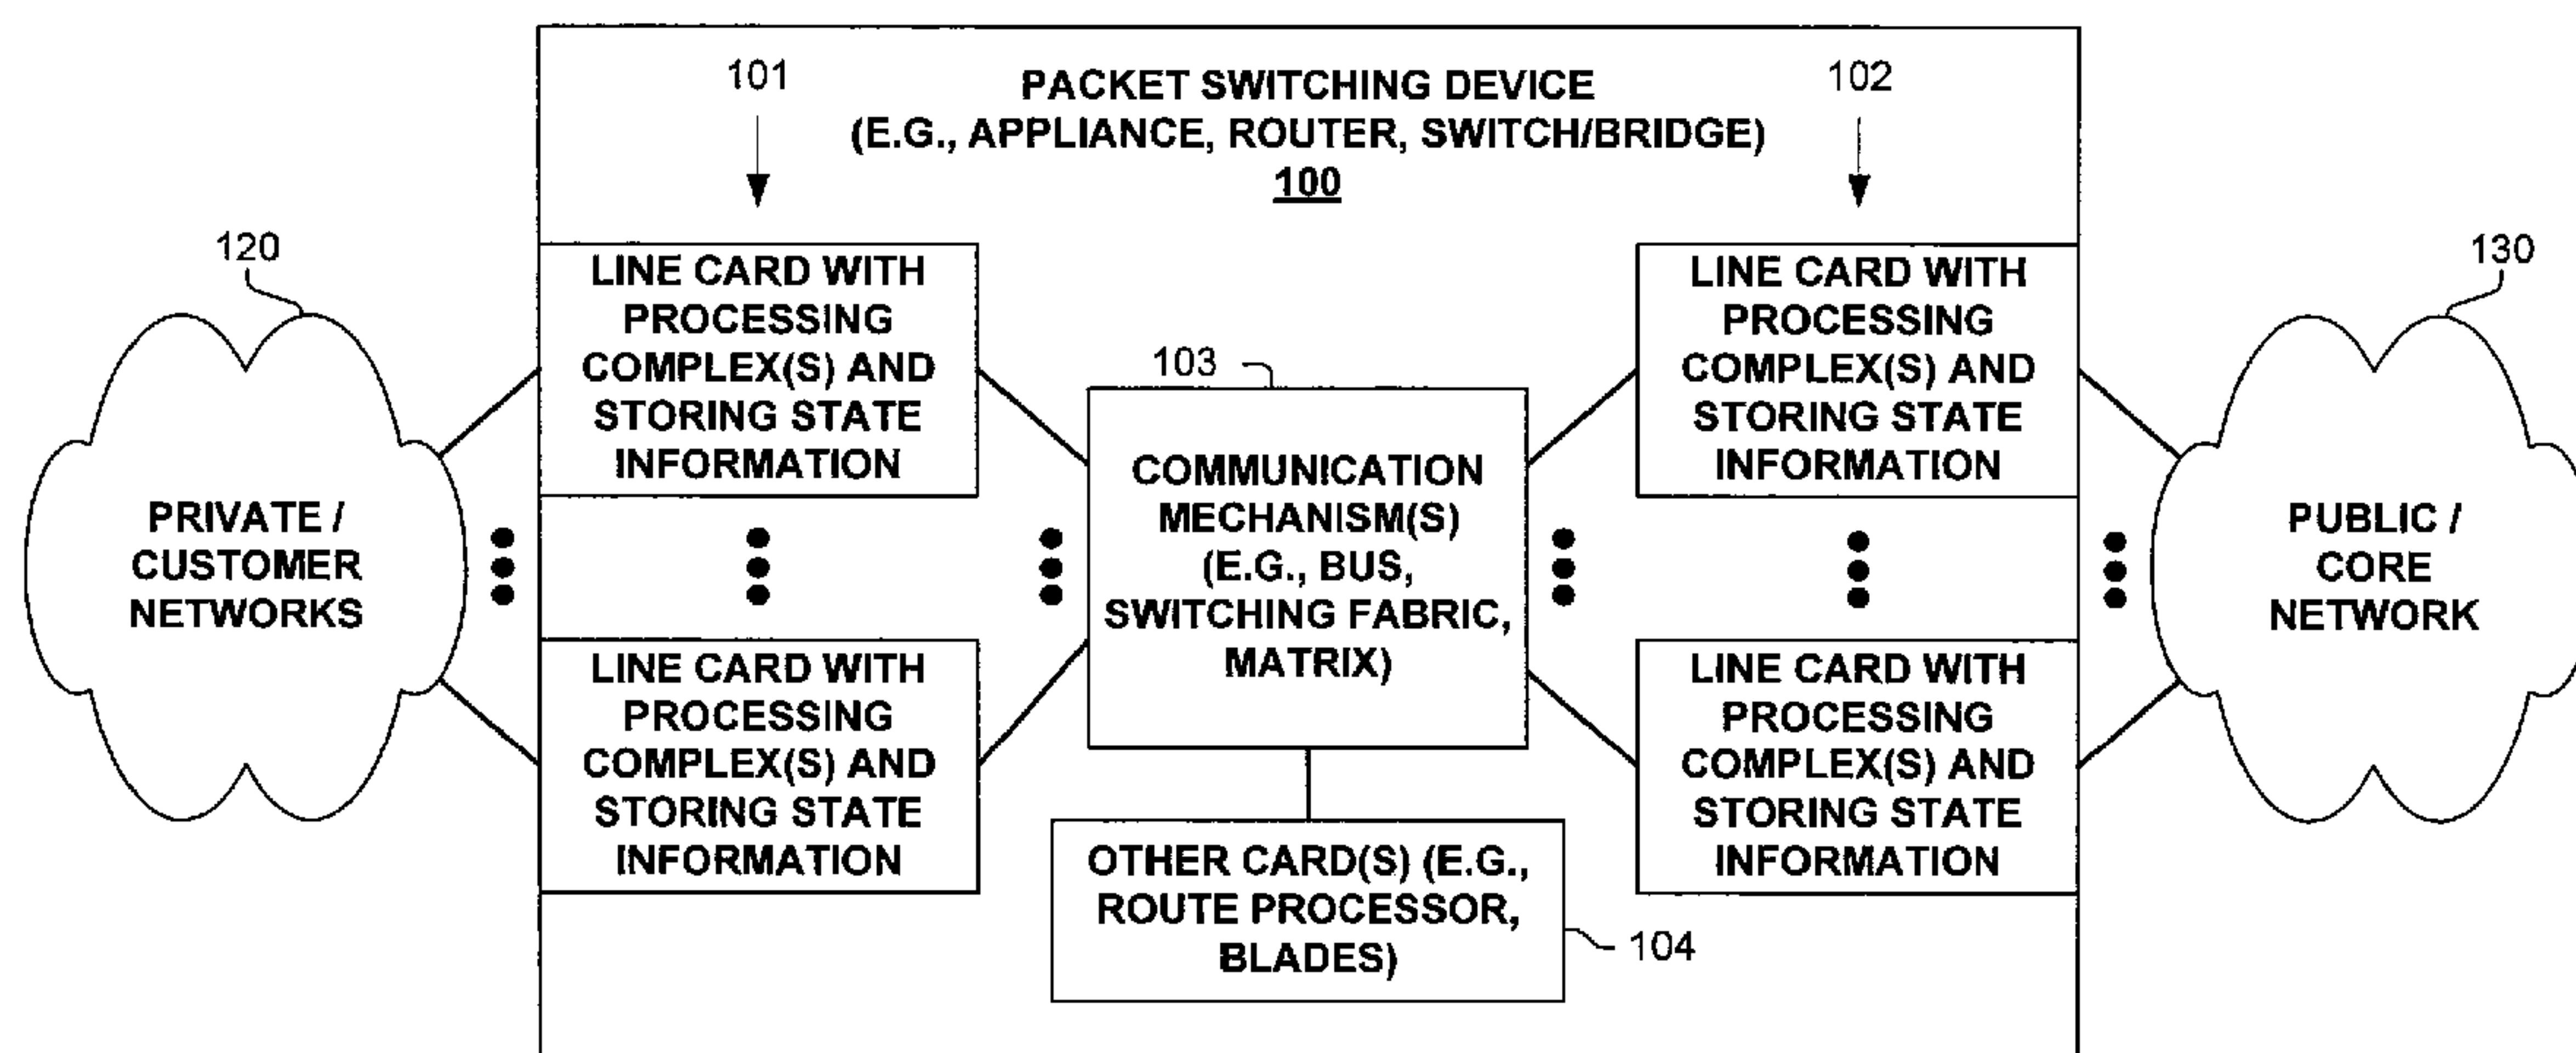 PACKET SWITCHING DEVICE
(E.G., APPLIANCE, ROUTER, SWITCH/BRIDGE)
100
101
102
120
130
LINE CARD WITH
PROCESSING
COMPLEX(S) AND
STORING STATE
INFORMATION
LINE CARD WITH
PROCESSING
COMPLEX(S) AND
STORING STATE
INFORMATION
103
PRIVATE /
CUSTOMER
NETWORKS
COMMUNICATION
MECHANISM(S)
(E.G., BUS,
SWITCHING FABRIC,
MATRIX)
PUBLIC /
CORE
NETWORK
LINE CARD WITH
PROCESSING
COMPLEX(S) AND
STORING STATE
INFORMATION
LINE CARD WITH
PROCESSING
COMPLEX(S) AND
STORING STATE
INFORMATION
OTHER CARD(S) (E.G.,
ROUTE PROCESSOR,
BLADES)
104